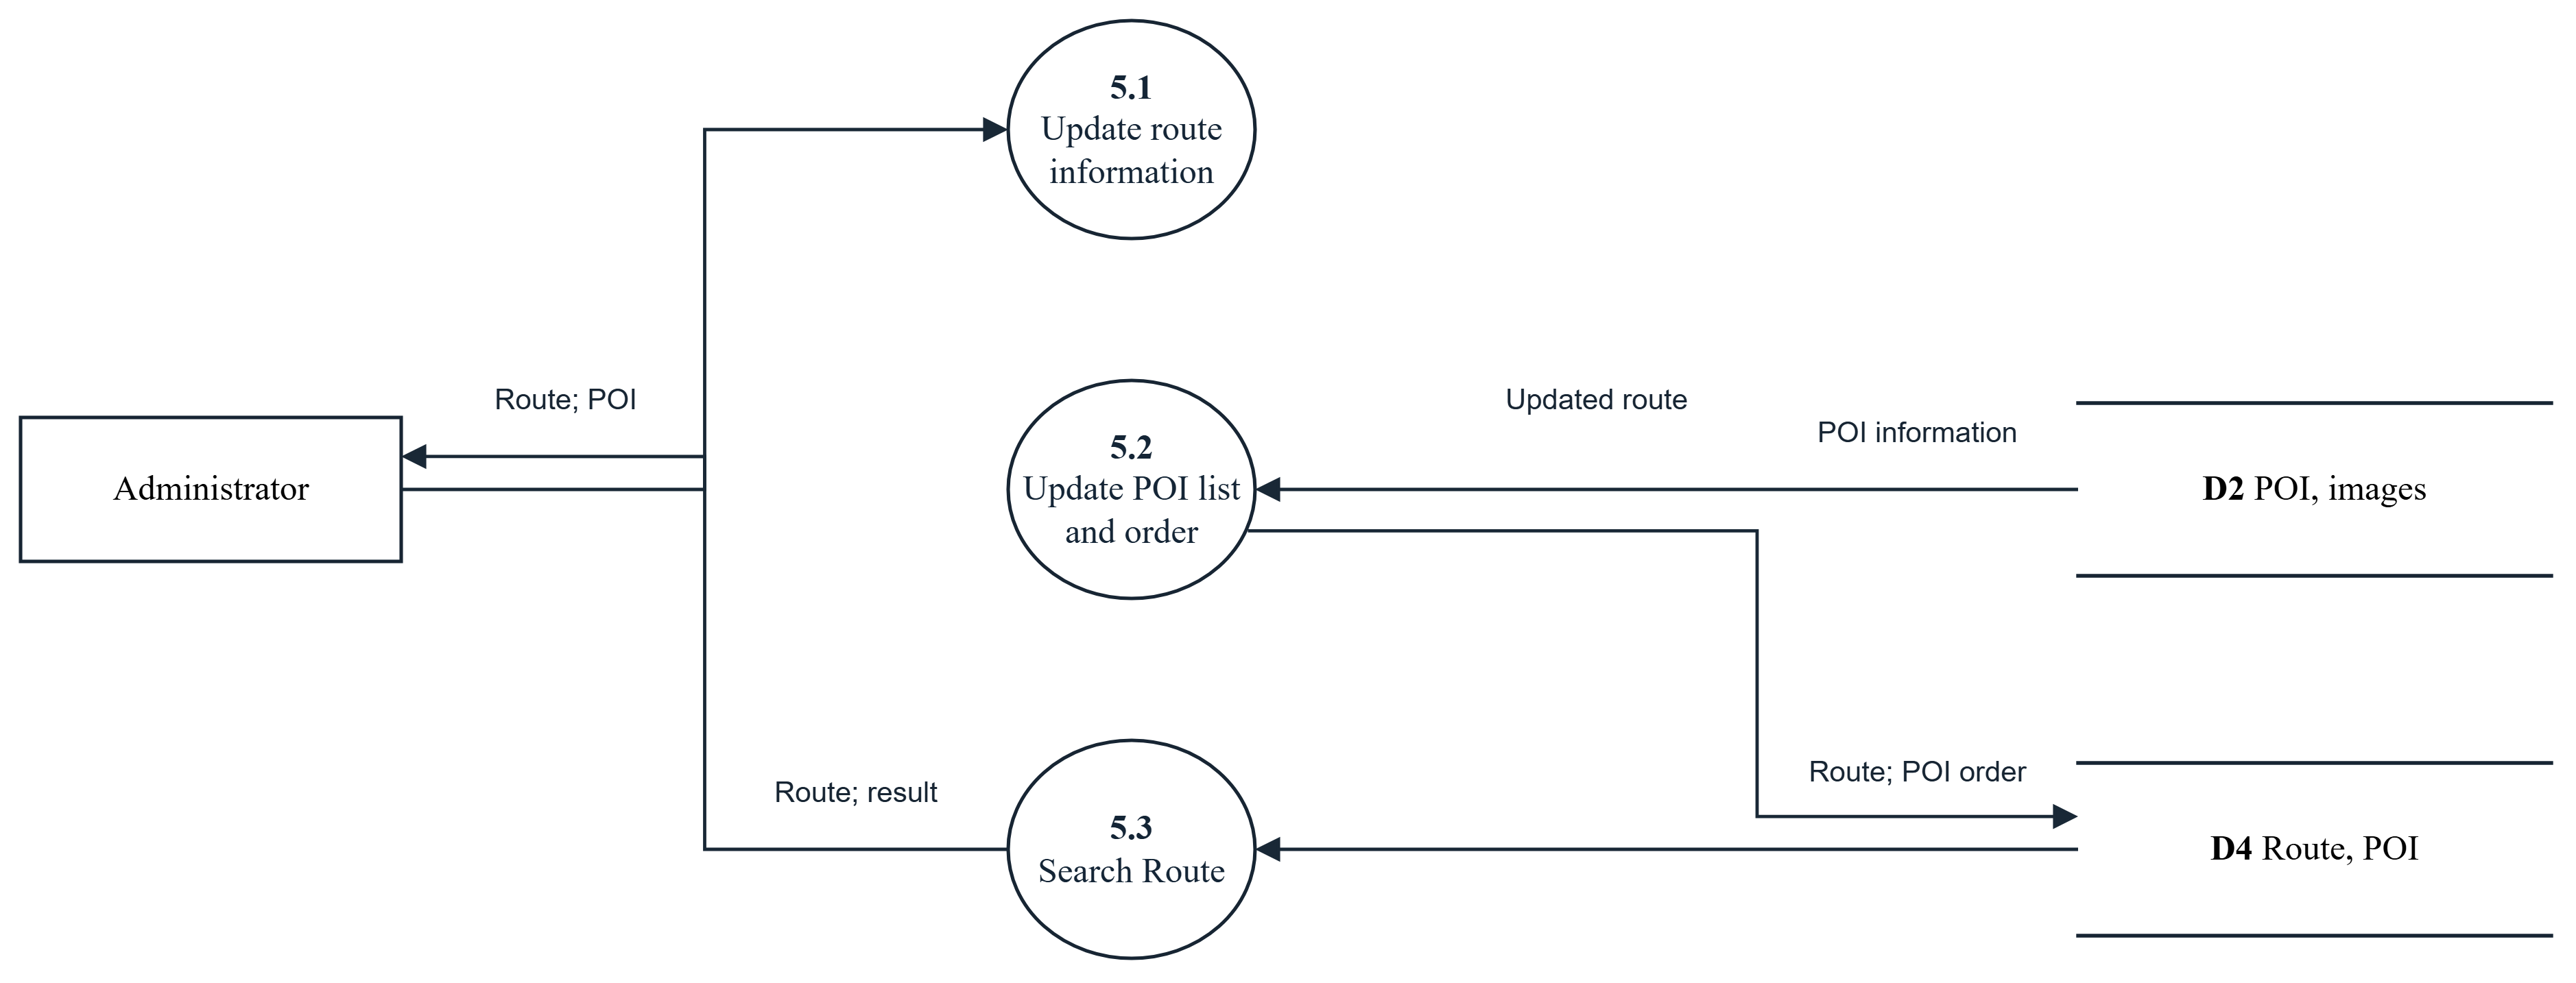 5.1
Update route
information
Route; POI
Updated route
POI information
Administrator
5.2
Update POI list
and order
D2 POI, images
Route; result
Route; POI order
5.3
Search Route
D4 Route, POI